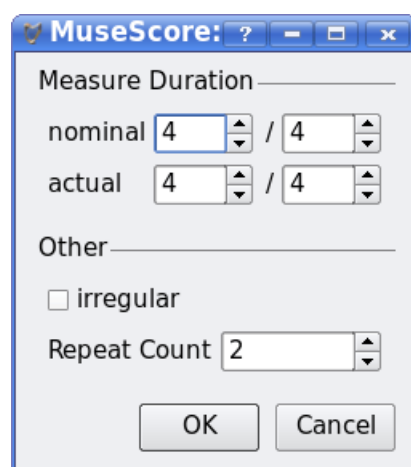 MuseScore: ?
Measure Duration
nominal 4 / 4
actual 4 / 4
Other
irregular
Repeat Count 2
OK Cancel